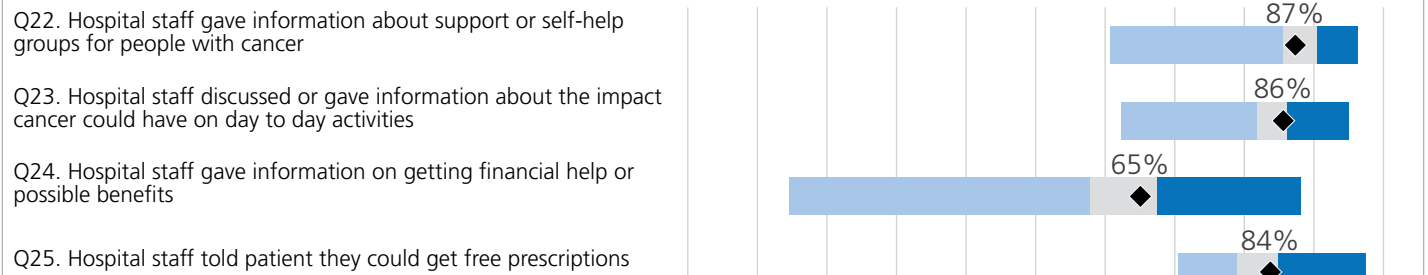 Q22. Hospital staff gave information about support or self-help
groups for people with cancer
87%
Q23. Hospital staff discussed or gave information about the impact
cancer could have on day to day activities
86%
Q24. Hospital staff gave information on getting financial help or
possible benefits
65%
Q25. Hospital staff told patient they could get free prescriptions
84%